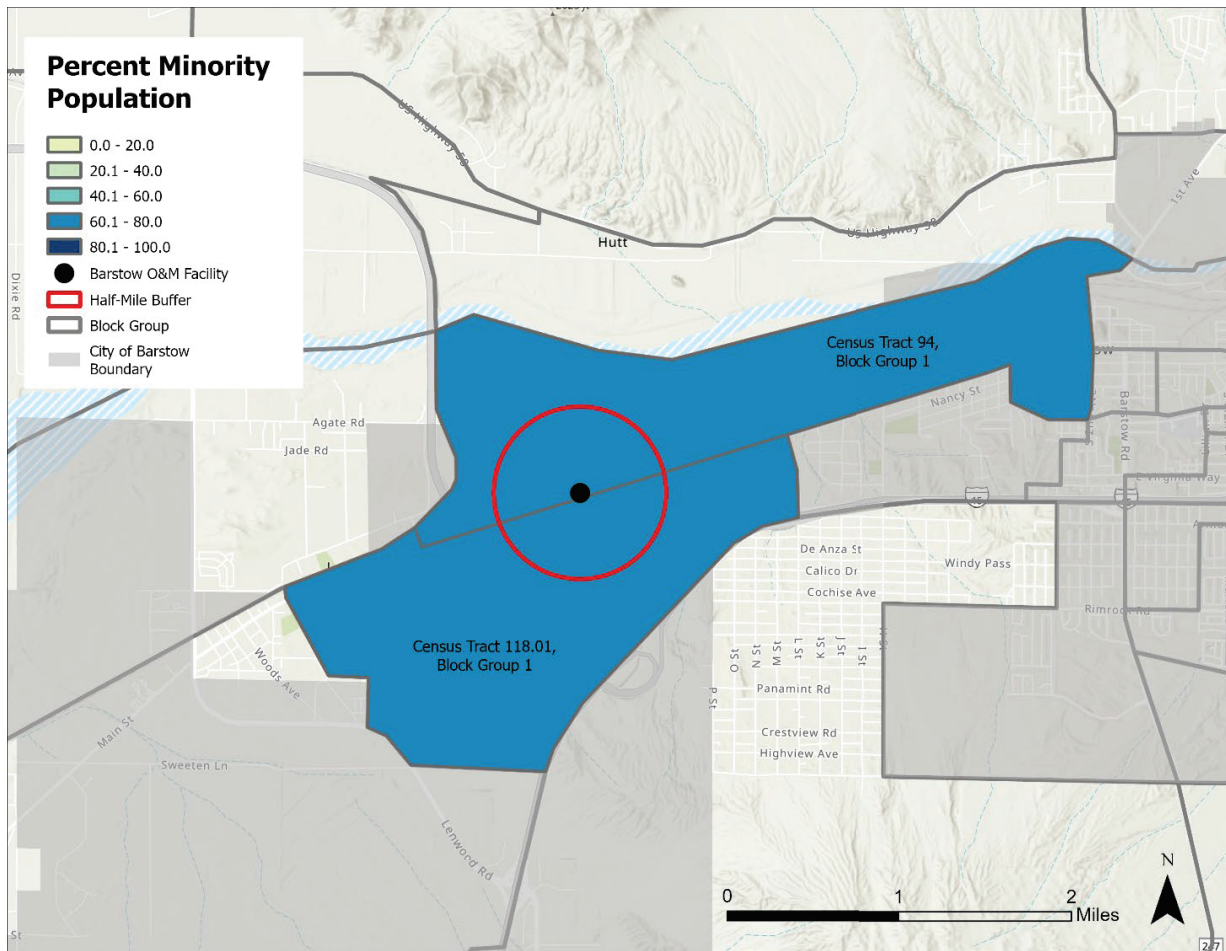 Percent Minority
Population
0.0 - 20.0
20.1 - 40.0
40.1 - 60.0
60.1 - 80.0
80.1 - 100.0
Barstow O&M Facility
Half-Mile Buffer
Block Group
City of Barstow
Boundary
US Highway 58
1st Ave
Hutt
US Highway 58
Dixie Rd
Census Tract 94,
Block Group 1
Nancy St
Barstow Rd
Agate Rd
Jade Rd
E Virginia Way
De Anza St
Calico Dr
Windy Pass
Cochise Ave
Rimrock Rd
Census Tract 118.01,
Block Group 1
O St
N St
M St
L St
K St
J St
I St
H St
Woods Ave
P St
Panamint Rd
Main St
Crestview Rd
Highview Ave
Sweeten Ln
Lenwood Rd
N
0 1 2
Miles
St
247